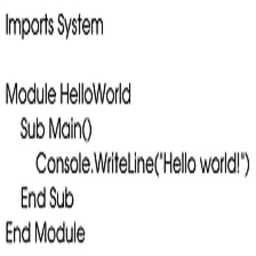 Imports System

Module HelloWorld
    Sub Main()
        Console.WriteLine("Hello world!")
    End Sub
End Module